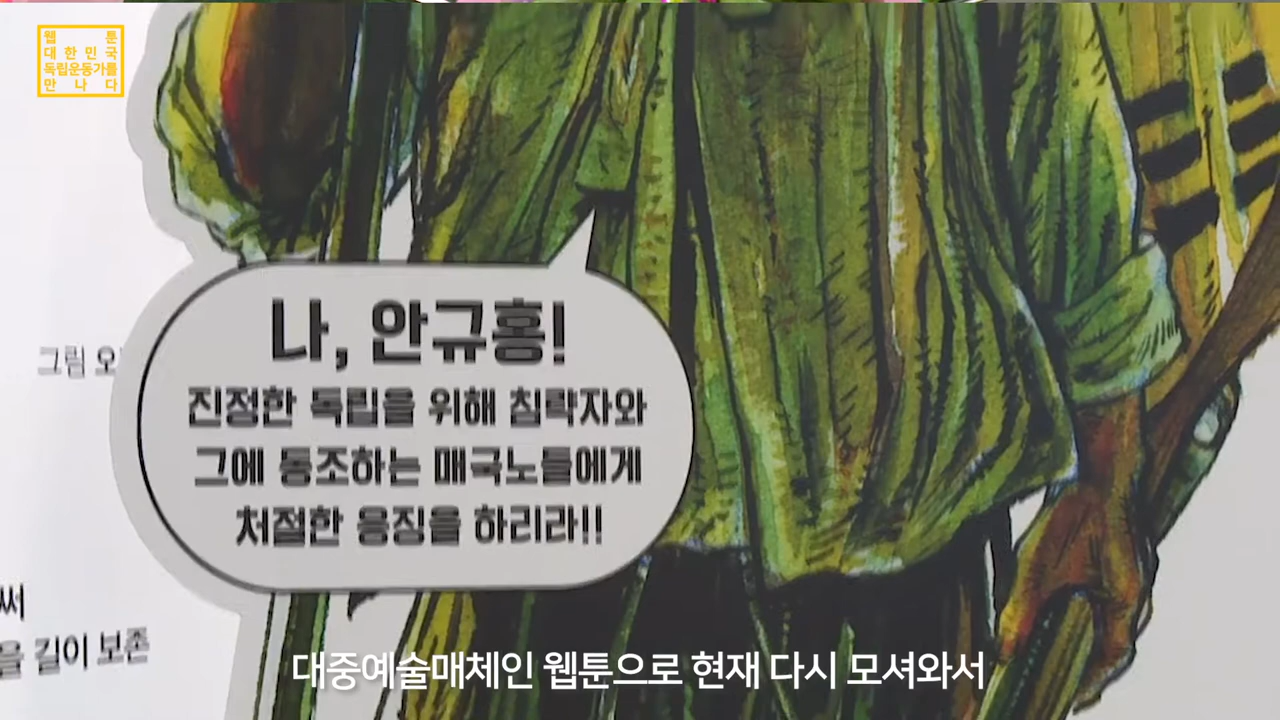 웹툰
대한민국
독립운동가를
만나다
그림 오
나, 안규홍!
진정한 독립을 위해 침략자와
그에 동조하는 매국노들에게
처절한 응징을 하리라!!
써
을 길이 보존
대중예술매체인 웹툰으로 현재 다시 모셔와서